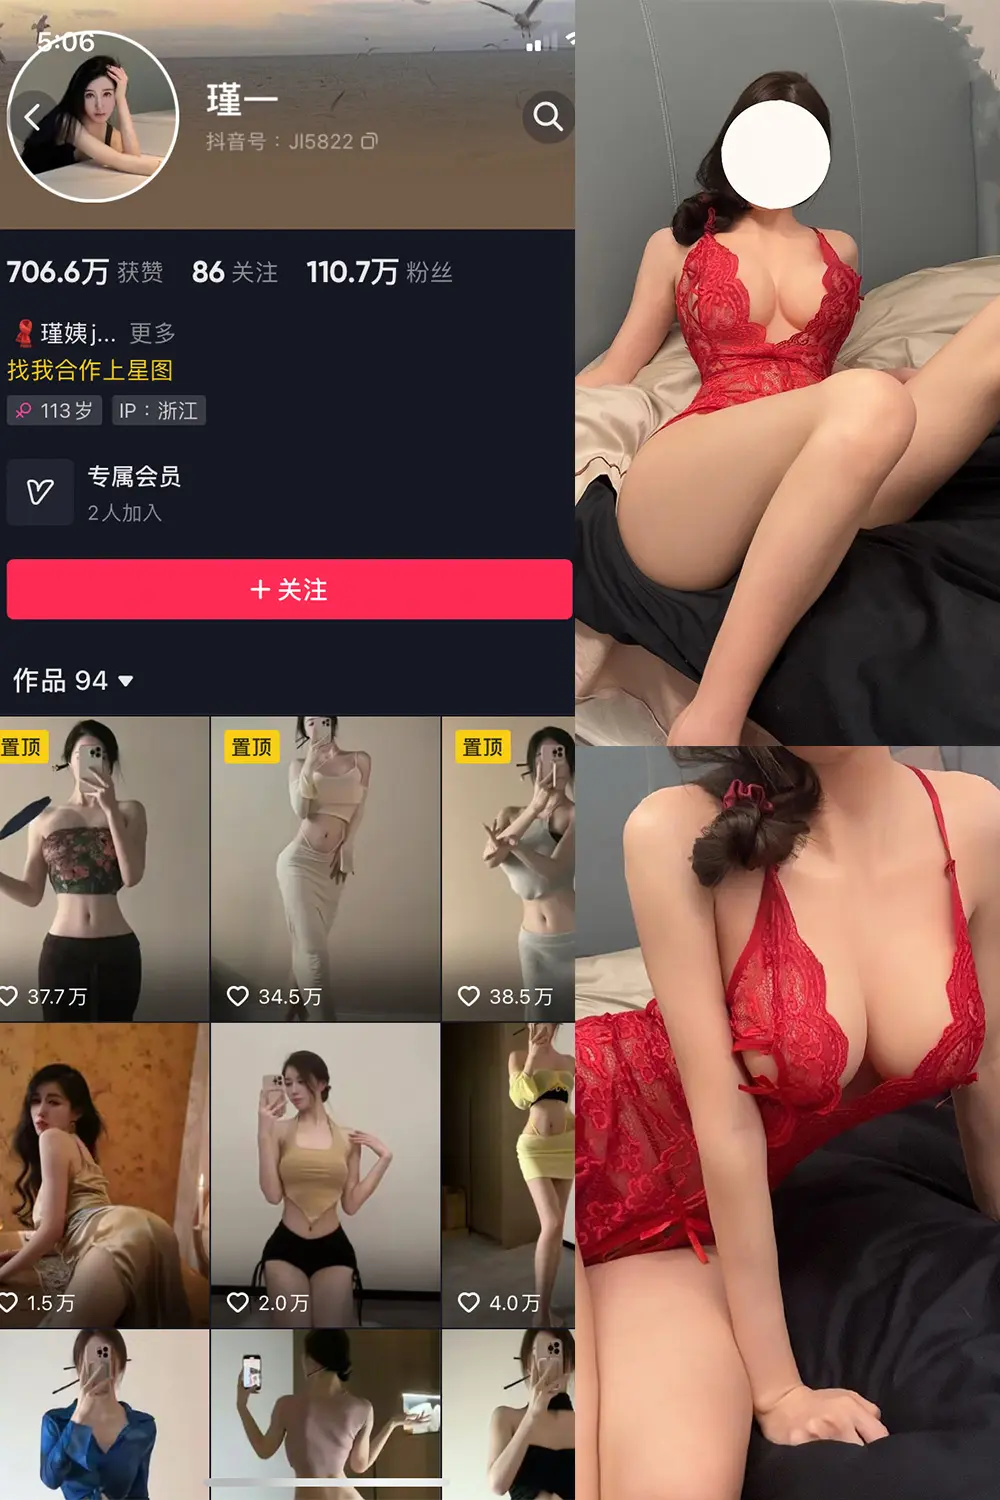 5:06
瑾一
抖音号：JI5822
706.6万 获赞 86 关注 110.7万 粉丝
瑾姨j... 更多
找我合作上星图
113岁 IP：浙江
专属会员
2人加入
+ 关注
作品 94
置顶 置顶 置顶
37.7万 34.5万 38.5万
1.5万 2.0万 4.0万